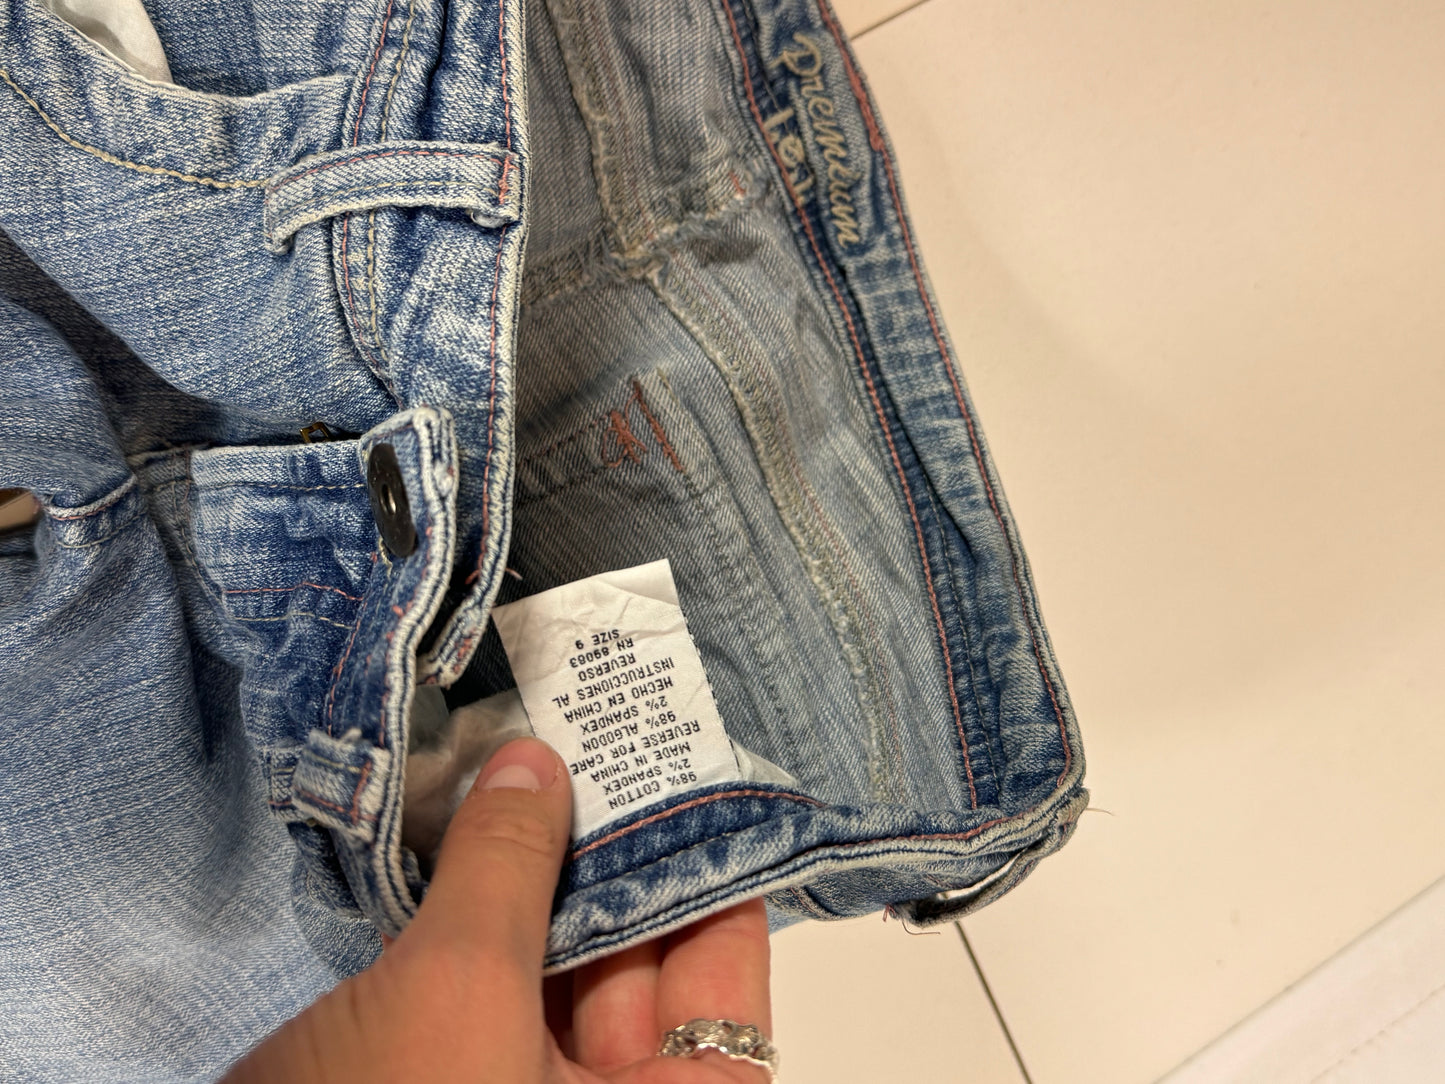 Premium
98% COTTON
2% SPANDEX
MADE IN CHINA
REVERSE FOR CARE
98% ALGODON
2% SPANDEX
HECHO EN CHINA
INSTRUCCIONES AL
REVERSO
RN 89063
SIZE 9